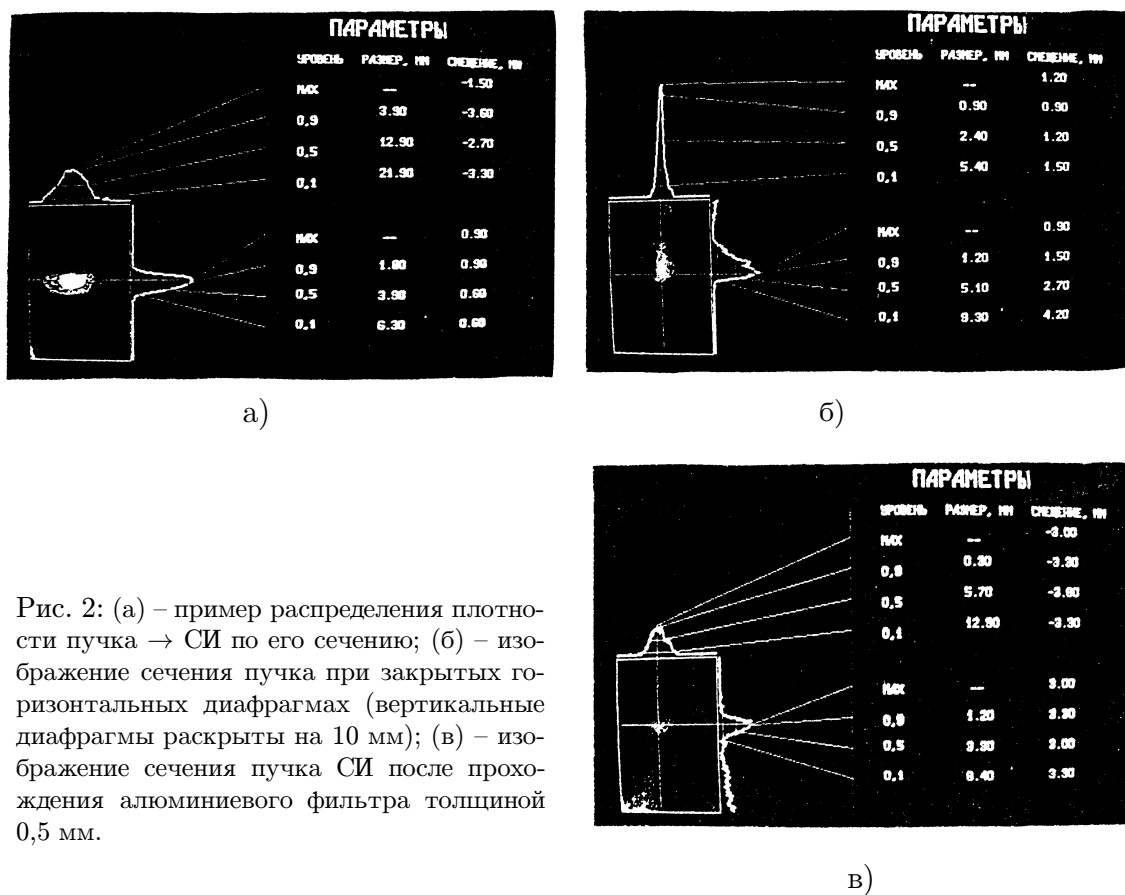 ПАРАМЕТРЫ
УРОВЕНЬ РАЗМЕР, ММ СМЕЩЕНИЕ, ММ
MAX -- -1.50
0,9 3.90 -3.60
0,5 12.90 -2.70
0,1 21.90 -3.30
MAX -- 0.90
0,9 1.80 0.90
0,5 3.90 0.60
0,1 6.30 0.60
а)
ПАРАМЕТРЫ
УРОВЕНЬ РАЗМЕР, ММ СМЕЩЕНИЕ, ММ
MAX -- 1.20
0,9 0.90 0.90
0,5 2.40 1.20
0,1 5.40 1.50
MAX -- 0.90
0,9 1.20 1.50
0,5 5.10 2.70
0,1 9.30 4.20
б)
ПАРАМЕТРЫ
УРОВЕНЬ РАЗМЕР, ММ СМЕЩЕНИЕ, ММ
MAX -- -3.00
0,9 0.90 -3.30
0,5 5.70 -3.60
0,1 12.90 -3.30
MAX -- 3.00
0,9 1.20 3.30
0,5 3.90 3.00
0,1 8.40 3.30
в)
Рис. 2: (а) – пример распределения плотно-
сти пучка → СИ по его сечению; (б) – изо-
бражение сечения пучка при закрытых го-
ризонтальных диафрагмах (вертикальные
диафрагмы раскрыты на 10 мм); (в) – изо-
бражение сечения пучка СИ после прохо-
ждения алюминиевого фильтра толщиной
0,5 мм.